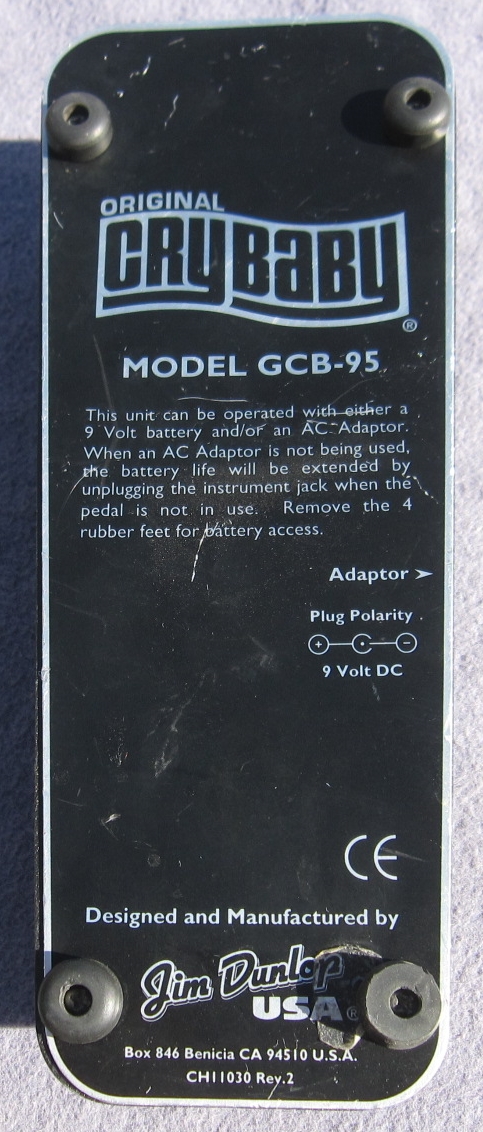 ORIGINAL
CRYBABY
®
MODEL GCB-95
This unit can be operated with either a
9 Volt battery and/or an AC Adaptor.
When an AC Adaptor is not being used,
the battery life will be extended by
unplugging the instrument jack when the
pedal is not in use. Remove the 4
rubber feet for battery access.
Adaptor ➤
Plug Polarity
+ • −
9 Volt DC
CE
Designed and Manufactured by
Jim Dunlop
USA®
Box 846 Benicia CA 94510 U.S.A.
CH11030 Rev.2